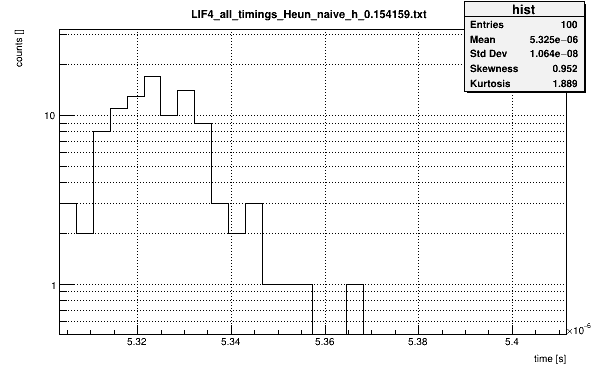 LIF4_all_timings_Heun_naive_h_0.154159.txt
hist
Entries 100
Mean 5.325e−06
Std Dev 1.064e−08
Skewness 0.952
Kurtosis 1.889
counts []
10
1
5.32 5.34 5.36 5.38 5.4
×10⁻⁶
time [s]